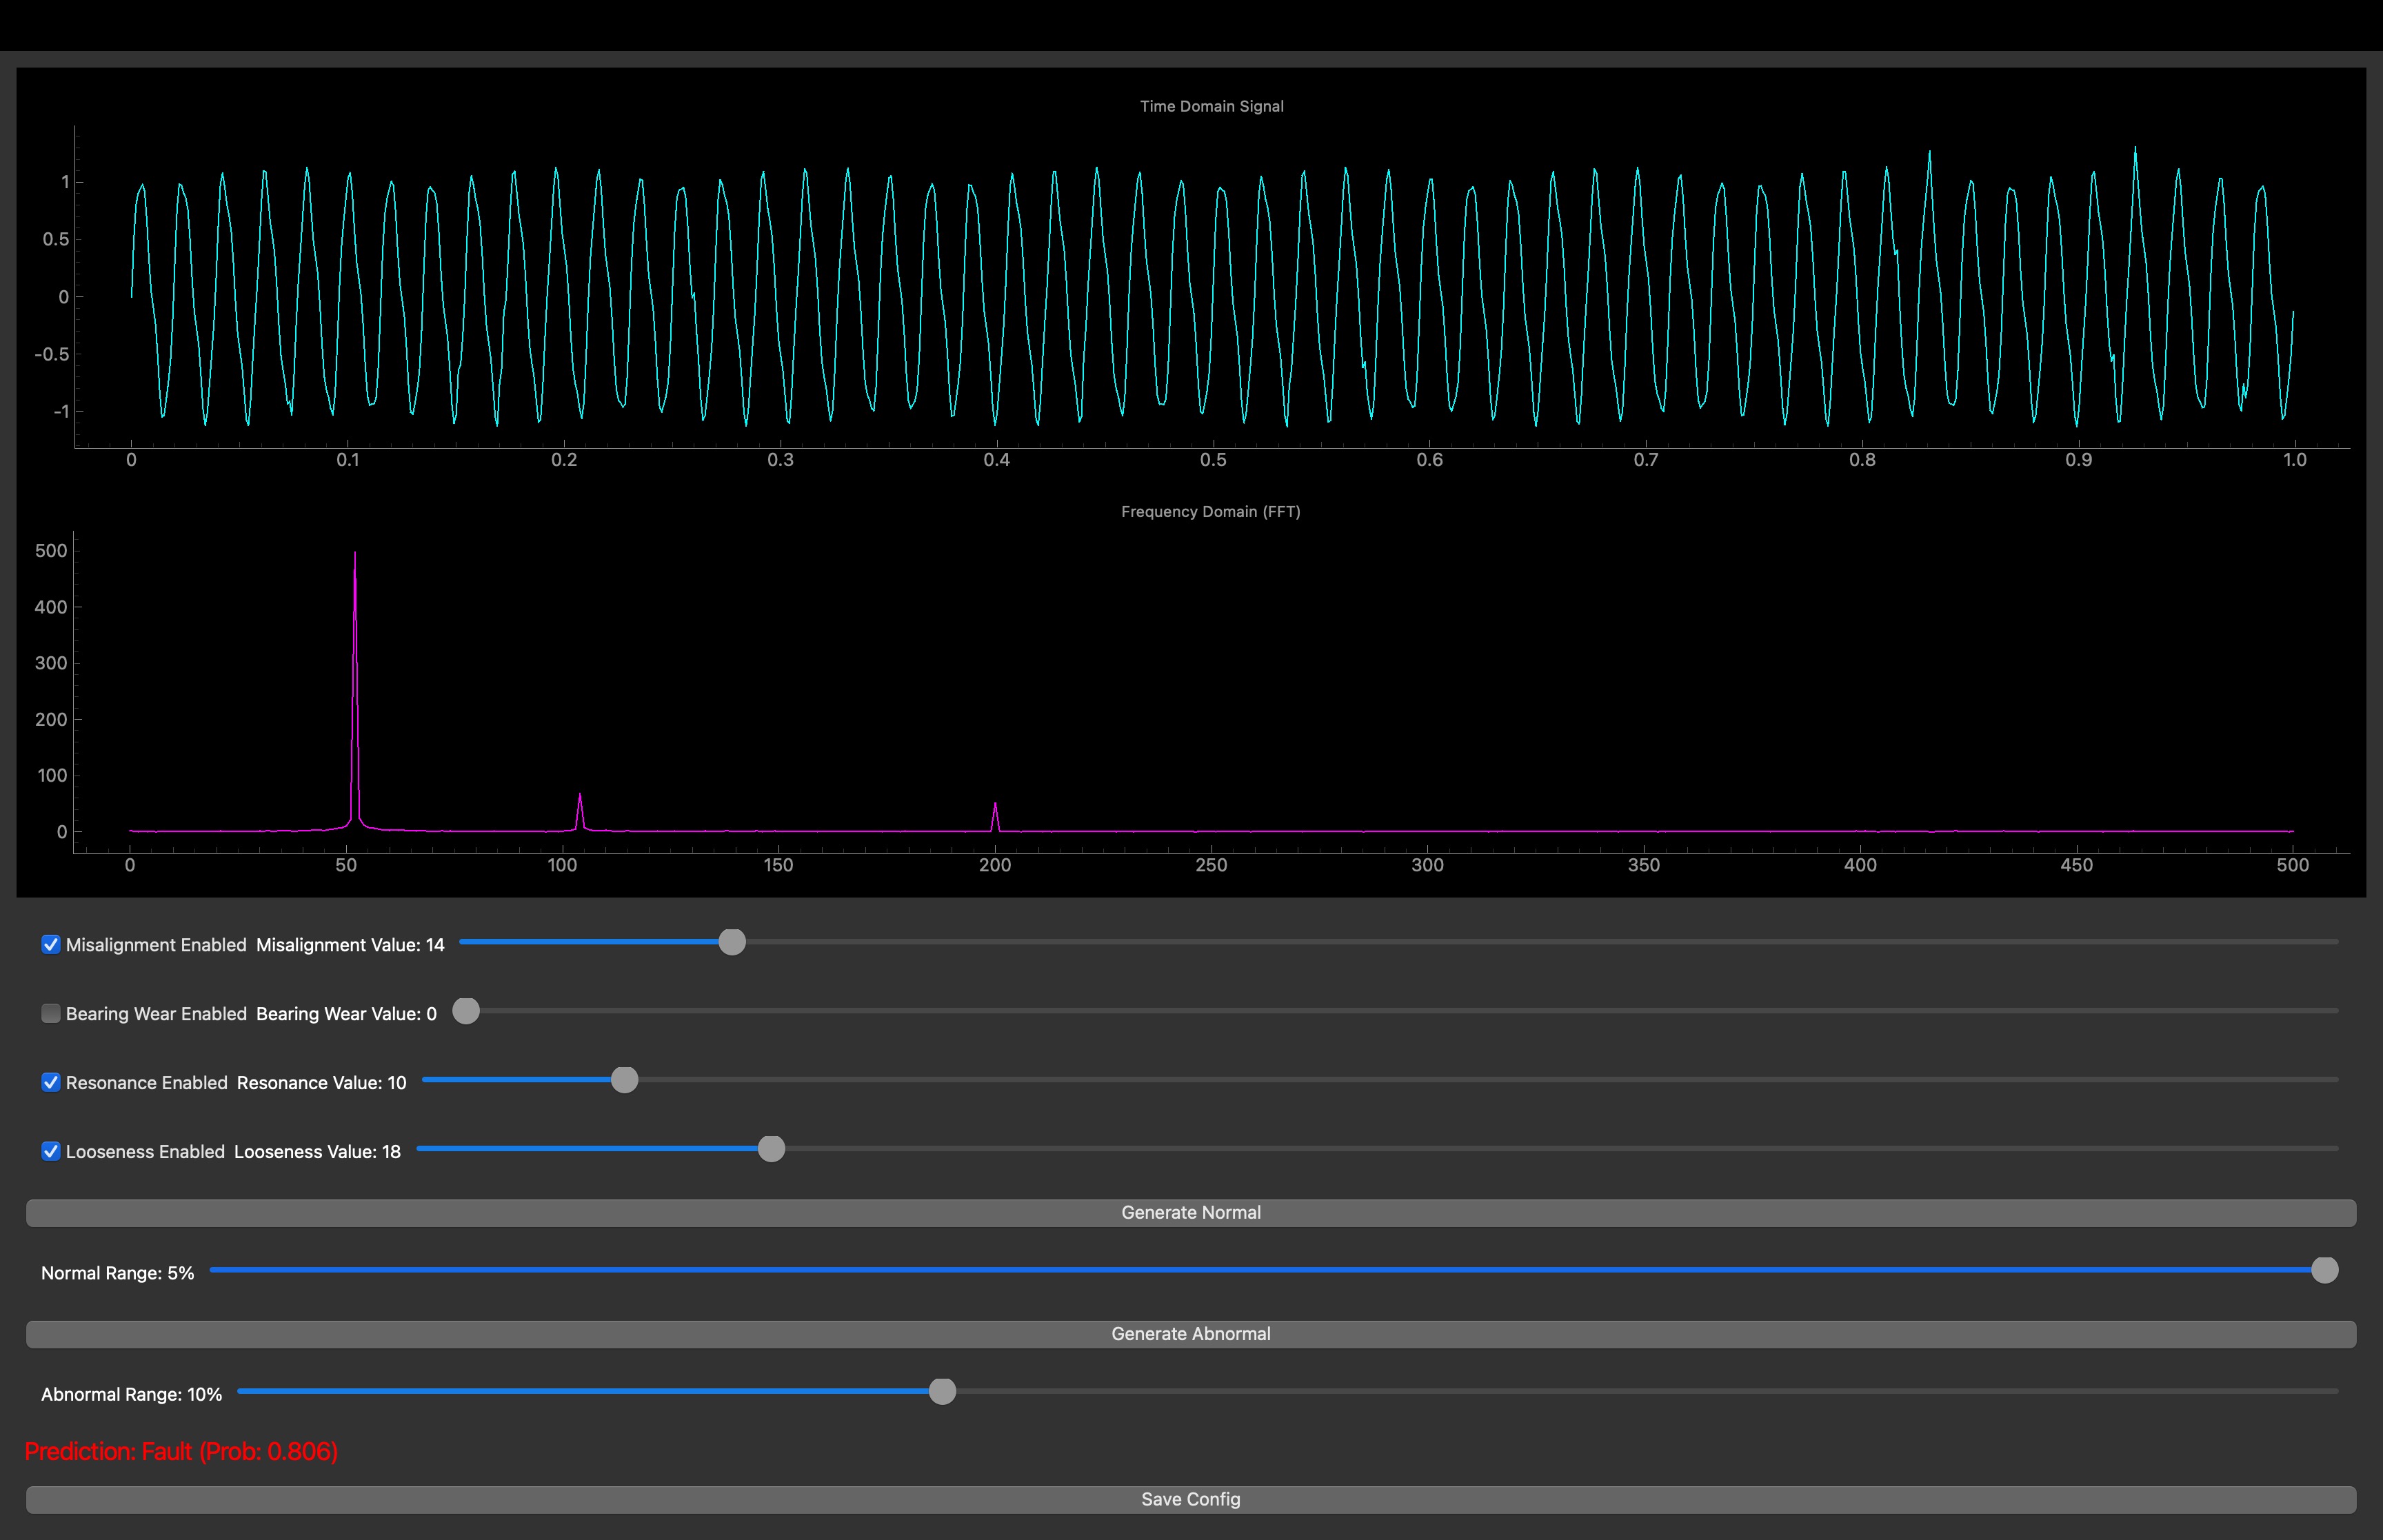 Time Domain Signal
1
0.5
0
-0.5
-1
0 0.1 0.2 0.3 0.4 0.5 0.6 0.7 0.8 0.9 1.0
Frequency Domain (FFT)
500
400
300
200
100
0
0 50 100 150 200 250 300 350 400 450 500
Misalignment Enabled Misalignment Value: 14
Bearing Wear Enabled Bearing Wear Value: 0
Resonance Enabled Resonance Value: 10
Looseness Enabled Looseness Value: 18
Generate Normal
Normal Range: 5%
Generate Abnormal
Abnormal Range: 10%
Prediction: Fault (Prob: 0.806)
Save Config